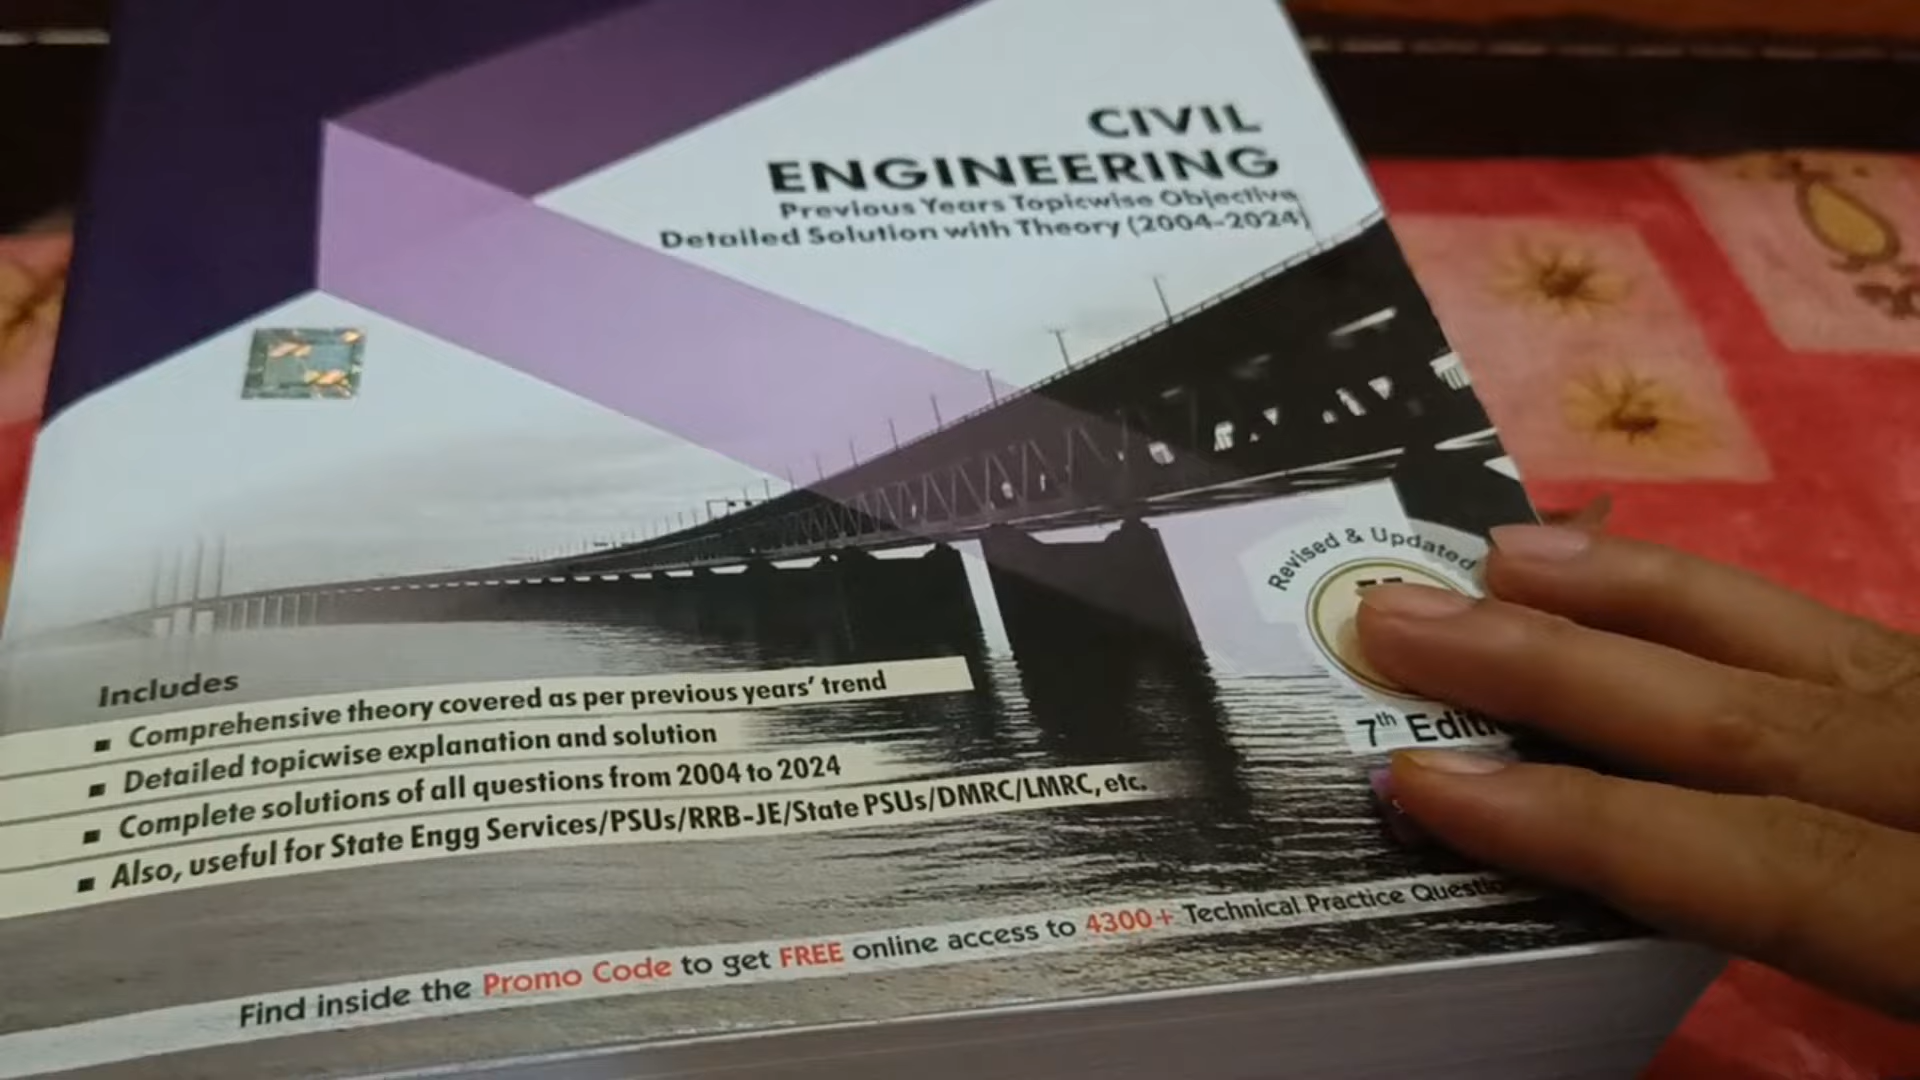 CIVIL
ENGINEERING
Previous Years Topicwise Objective
Detailed Solution with Theory (2004-2024)
Revised & Updated
7th
Includes
▪ Comprehensive theory covered as per previous years' trend
▪ Detailed topicwise explanation and solution
▪ Complete solutions of all questions from 2004 to 2024
▪ Also, useful for State Engg Services/PSUs/RRB-JE/State PSUs/DMRC/LMRC, etc.
Find inside the Promo Code to get FREE online access to 4300+ Technical Practice